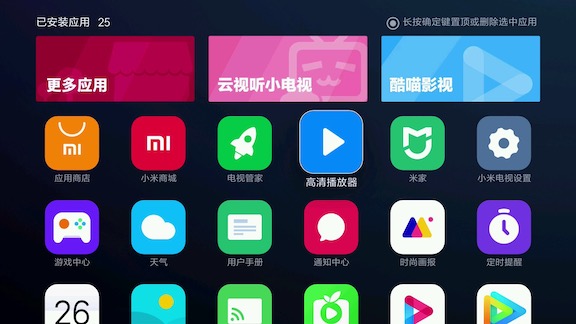 已安装应用 25
长按确定键置顶或删除选中应用
更多应用
云视听小电视
酷喵影视
mi
mi
应用商店
小米商城
电视管家
高清播放器
米家
小米电视设置
游戏中心
天气
用户手册
通知中心
时尚画报
定时提醒
26